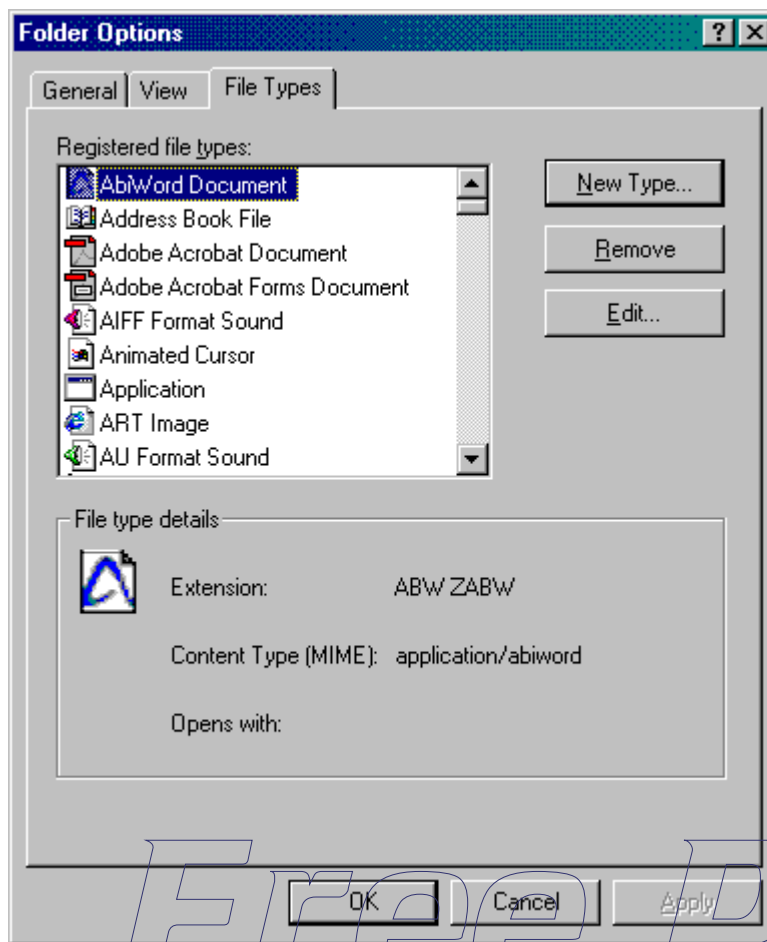 Folder Options
General View File Types
Registered file types:
AbiWord Document
Address Book File
Adobe Acrobat Document
Adobe Acrobat Forms Document
AIFF Format Sound
Animated Cursor
Application
ART Image
AU Format Sound
New Type...
Remove
Edit...
File type details
Extension: ABW ZABW
Content Type (MIME): application/abiword
Opens with:
OK Cancel Apply
Free